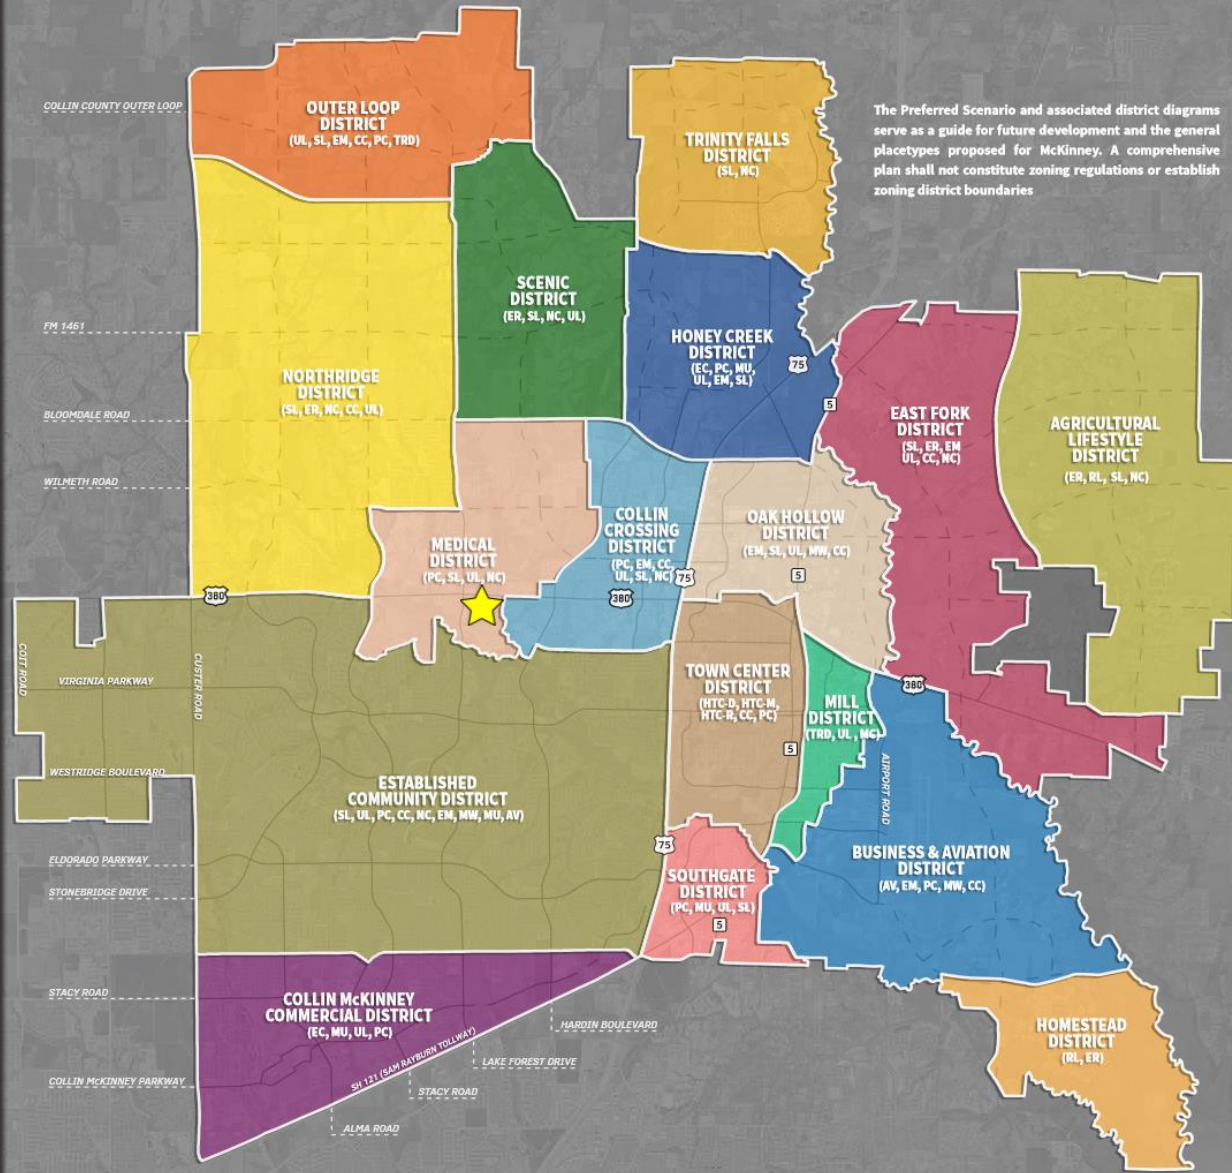 COLLIN COUNTY OUTER LOOP
OUTER LOOP
DISTRICT
(UL, SL, EM, CC, PC, TRD)
TRINITY FALLS
DISTRICT
(SL, NC)
The Preferred Scenario and associated district diagrams
serve as a guide for future development and the general
placetypes proposed for McKinney. A comprehensive
plan shall not constitute zoning regulations or establish
zoning district boundaries
SCENIC
DISTRICT
(ER, SL, NC, UL)
FM 1461
HONEY CREEK
DISTRICT
(EC, PC, MU,
UL, EM, SL)
75
5
NORTHRIDGE
DISTRICT
(SL, ER, NC, CC, UL)
BLOOMDALE ROAD
EAST FORK
DISTRICT
(SL, ER, EM
UL, CC, NC)
AGRICULTURAL
LIFESTYLE
DISTRICT
(ER, RL, SL, NC)
WILMETH ROAD
MEDICAL
DISTRICT
(PC, SL, UL, NC)
COLLIN
CROSSING
DISTRICT
(PC, EM, CC,
UL, SL, NC)
75
OAK HOLLOW
DISTRICT
(EM, SL, UL, MW, CC)
5
380
380
COIT ROAD
VIRGINIA PARKWAY
CUSTER ROAD
TOWN CENTER
DISTRICT
(HTC-D, HTC-M,
HTC-R, CC, PC)
5
MILL
DISTRICT
(TRD, UL , MC)
380
AIRPORT ROAD
WESTRIDGE BOULEVARD
ESTABLISHED
COMMUNITY DISTRICT
(SL, UL, PC, CC, NC, EM, MW, MU, AV)
ELDORADO PARKWAY
STONEBRIDGE DRIVE
75
SOUTHGATE
DISTRICT
(PC, MU, UL, SL)
5
BUSINESS & AVIATION
DISTRICT
(AV, EM, PC, MW, CC)
STACY ROAD
COLLIN McKINNEY
COMMERCIAL DISTRICT
(EC, MU, UL, PC)
HARDIN BOULEVARD
HOMESTEAD
DISTRICT
(RL, ER)
SH 121 (SAM RAYBURN TOLLWAY)
LAKE FOREST DRIVE
COLLIN McKINNEY PARKWAY
STACY ROAD
ALMA ROAD